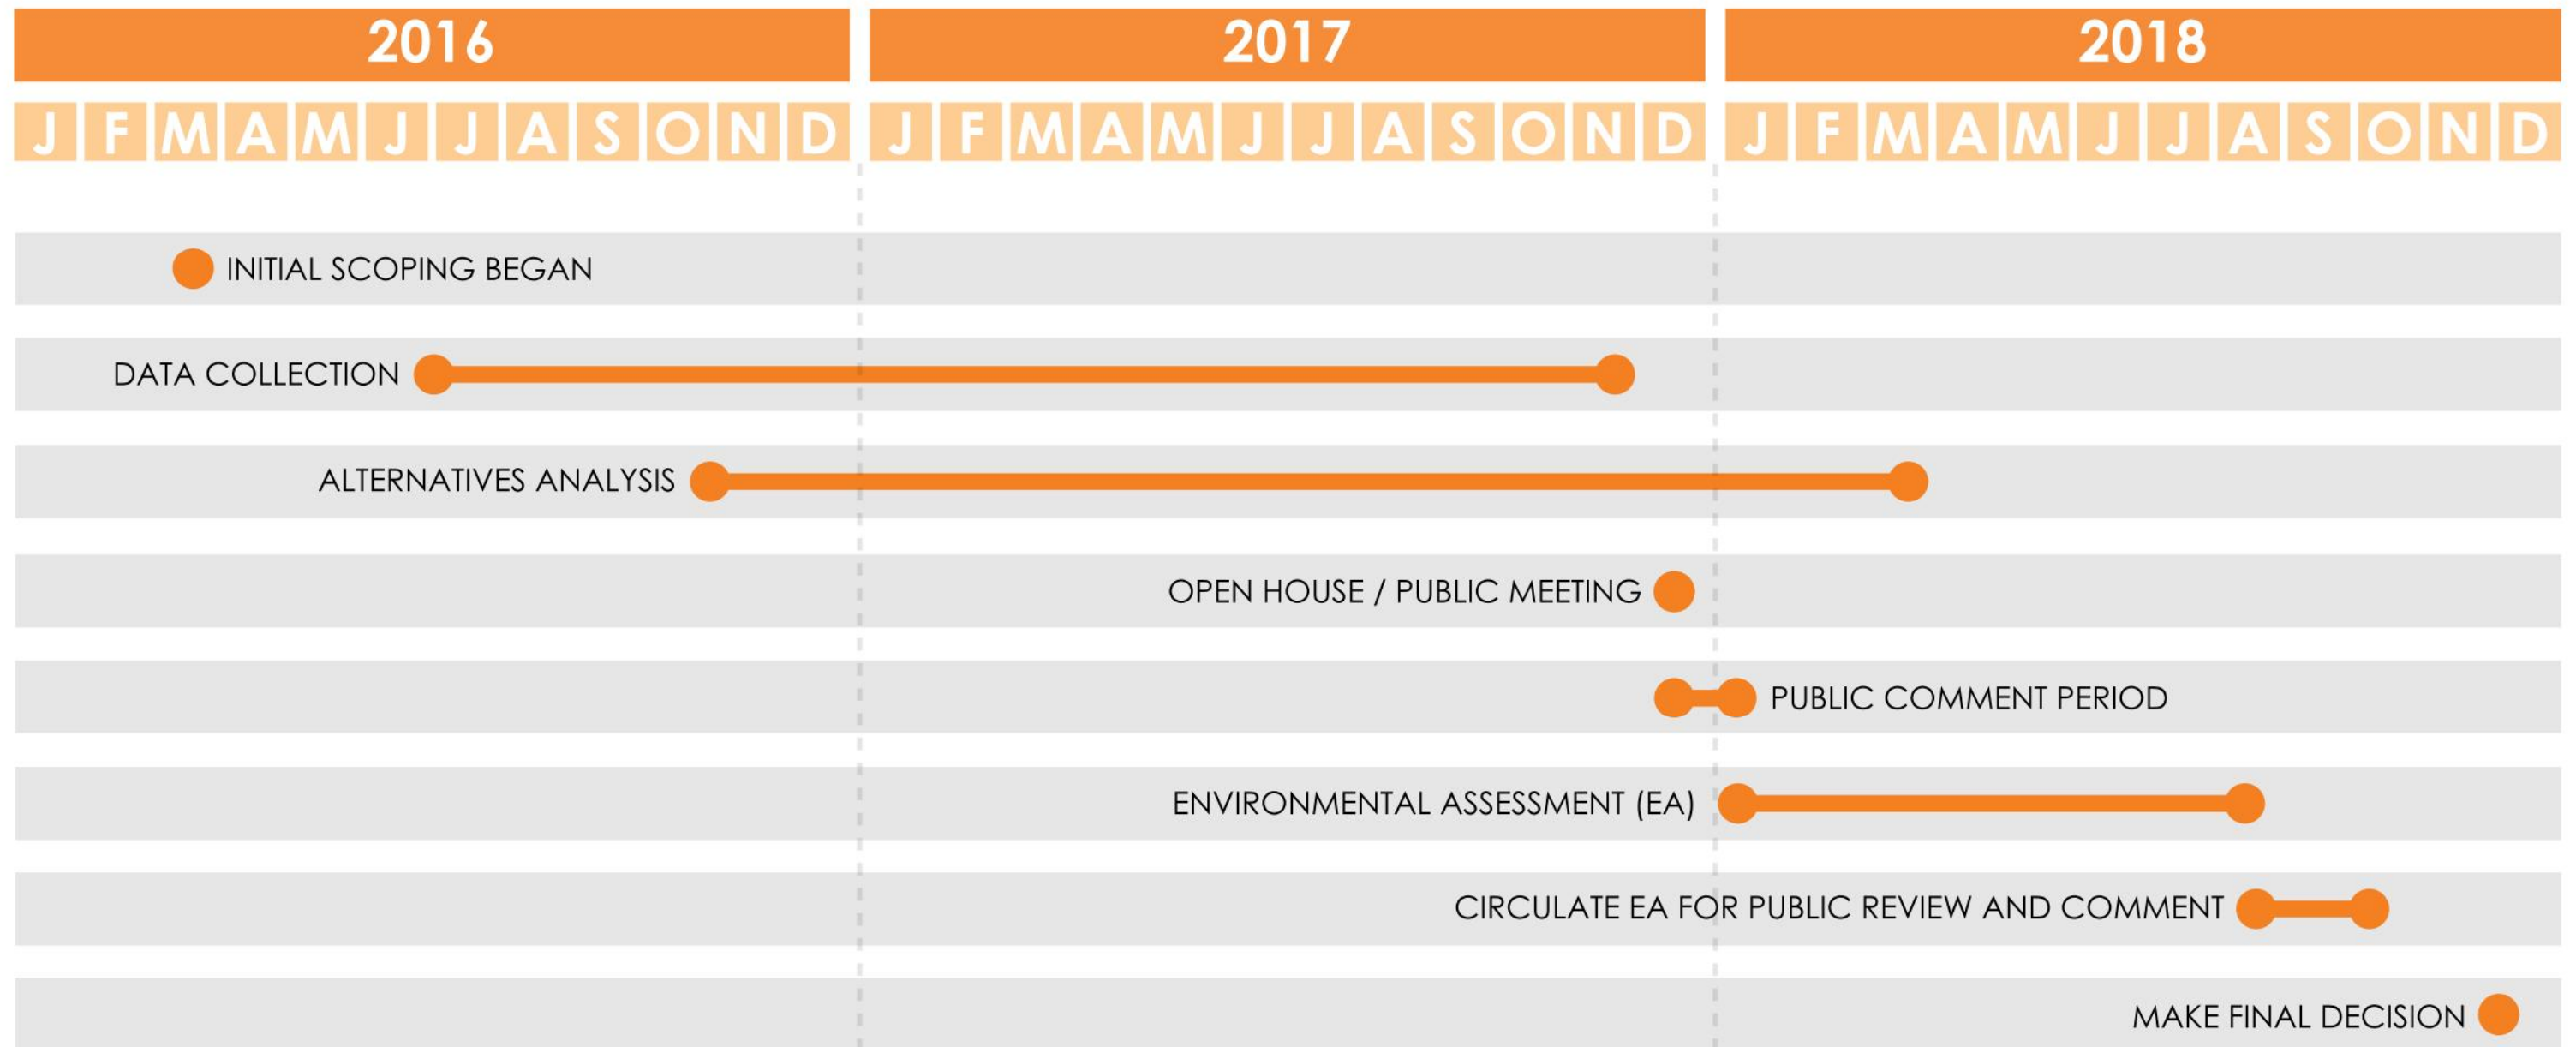 2016 2017 2018
J F M A M J J A S O N D J F M A M J J A S O N D J F M A M J J A S O N D
INITIAL SCOPING BEGAN
DATA COLLECTION
ALTERNATIVES ANALYSIS
OPEN HOUSE / PUBLIC MEETING
PUBLIC COMMENT PERIOD
ENVIRONMENTAL ASSESSMENT (EA)
CIRCULATE EA FOR PUBLIC REVIEW AND COMMENT
MAKE FINAL DECISION